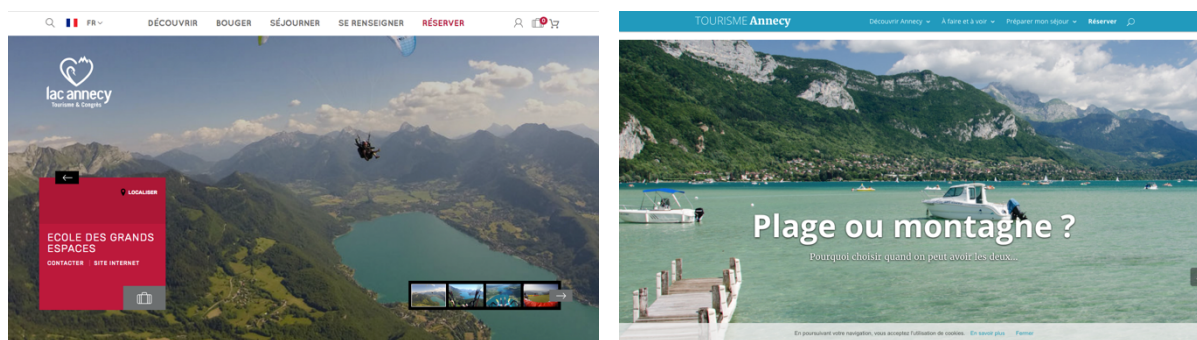 FR
DÉCOUVRIR
BOUGER
SÉJOURNER
SE RENSEIGNER
RÉSERVER
0
lac annecy
Tourisme & Congrès
LOCALISER
ECOLE DES GRANDS
ESPACES
CONTACTER | SITE INTERNET
TOURISME Annecy
Découvrir Annecy
À faire et à voir
Préparer mon séjour
Réserver
Plage ou montagne ?
Pourquoi choisir quand on peut avoir les deux...
En poursuivant votre navigation, vous acceptez l'utilisation de cookies. En savoir plus Fermer